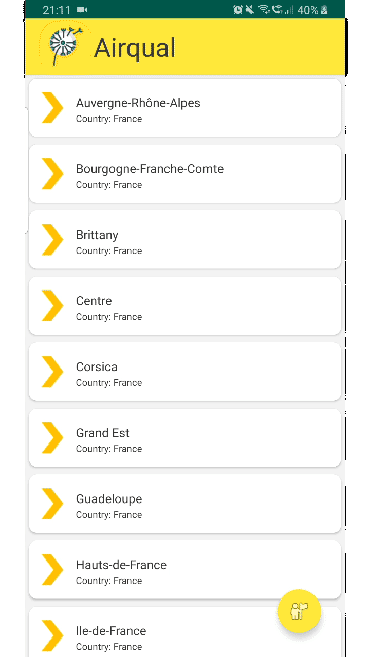 21:11
40%
Airqual
Auvergne-Rhône-Alpes
Country: France
Bourgogne-Franche-Comte
Country: France
Brittany
Country: France
Centre
Country: France
Corsica
Country: France
Grand Est
Country: France
Guadeloupe
Country: France
Hauts-de-France
Country: France
Ile-de-France
Country: France